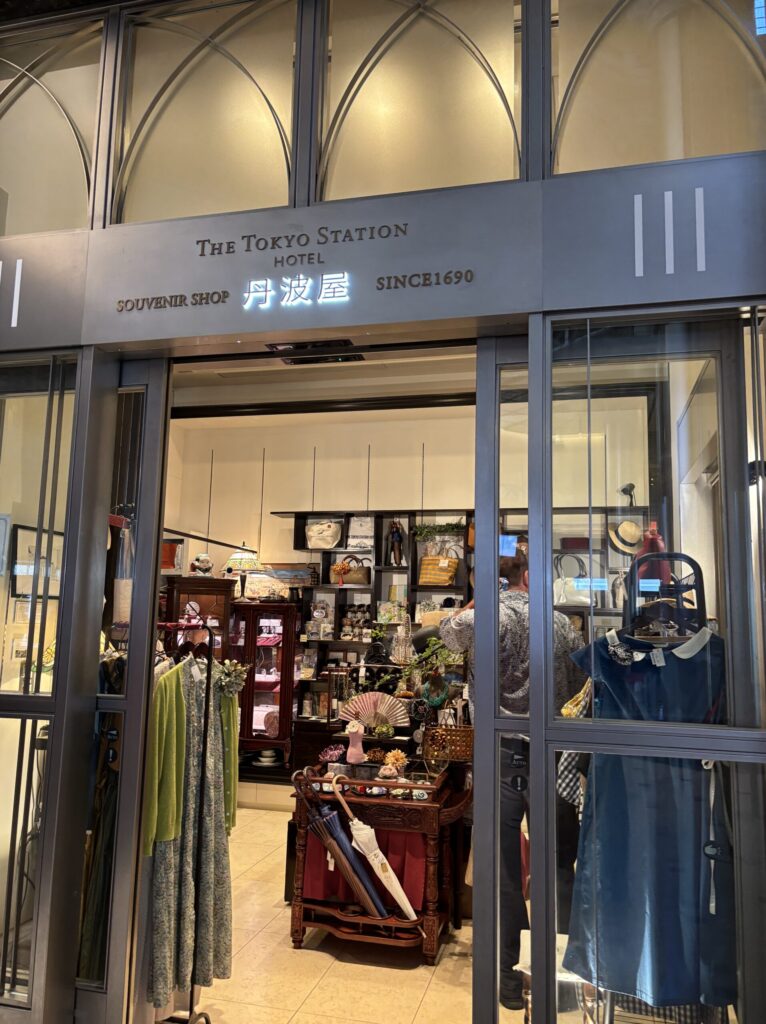 THE TOKYO STATION
HOTEL
SOUVENIR SHOP 丹波屋 SINCE1690